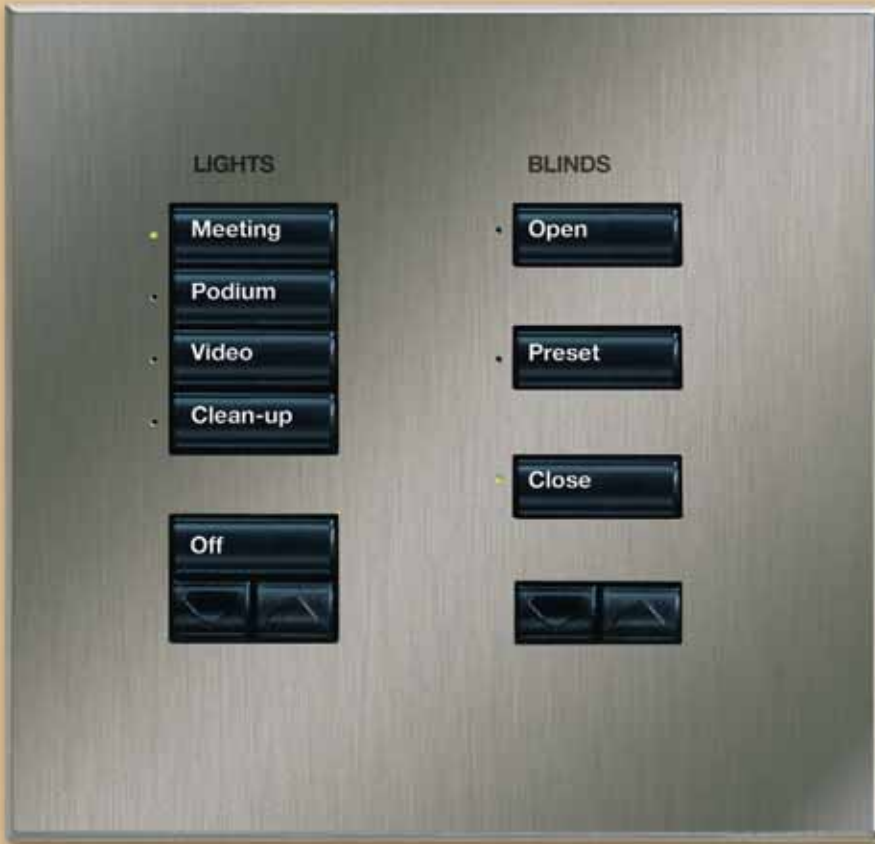 LIGHTS
Meeting
Podium
Video
Clean-up
Off
BLINDS
Open
Preset
Close